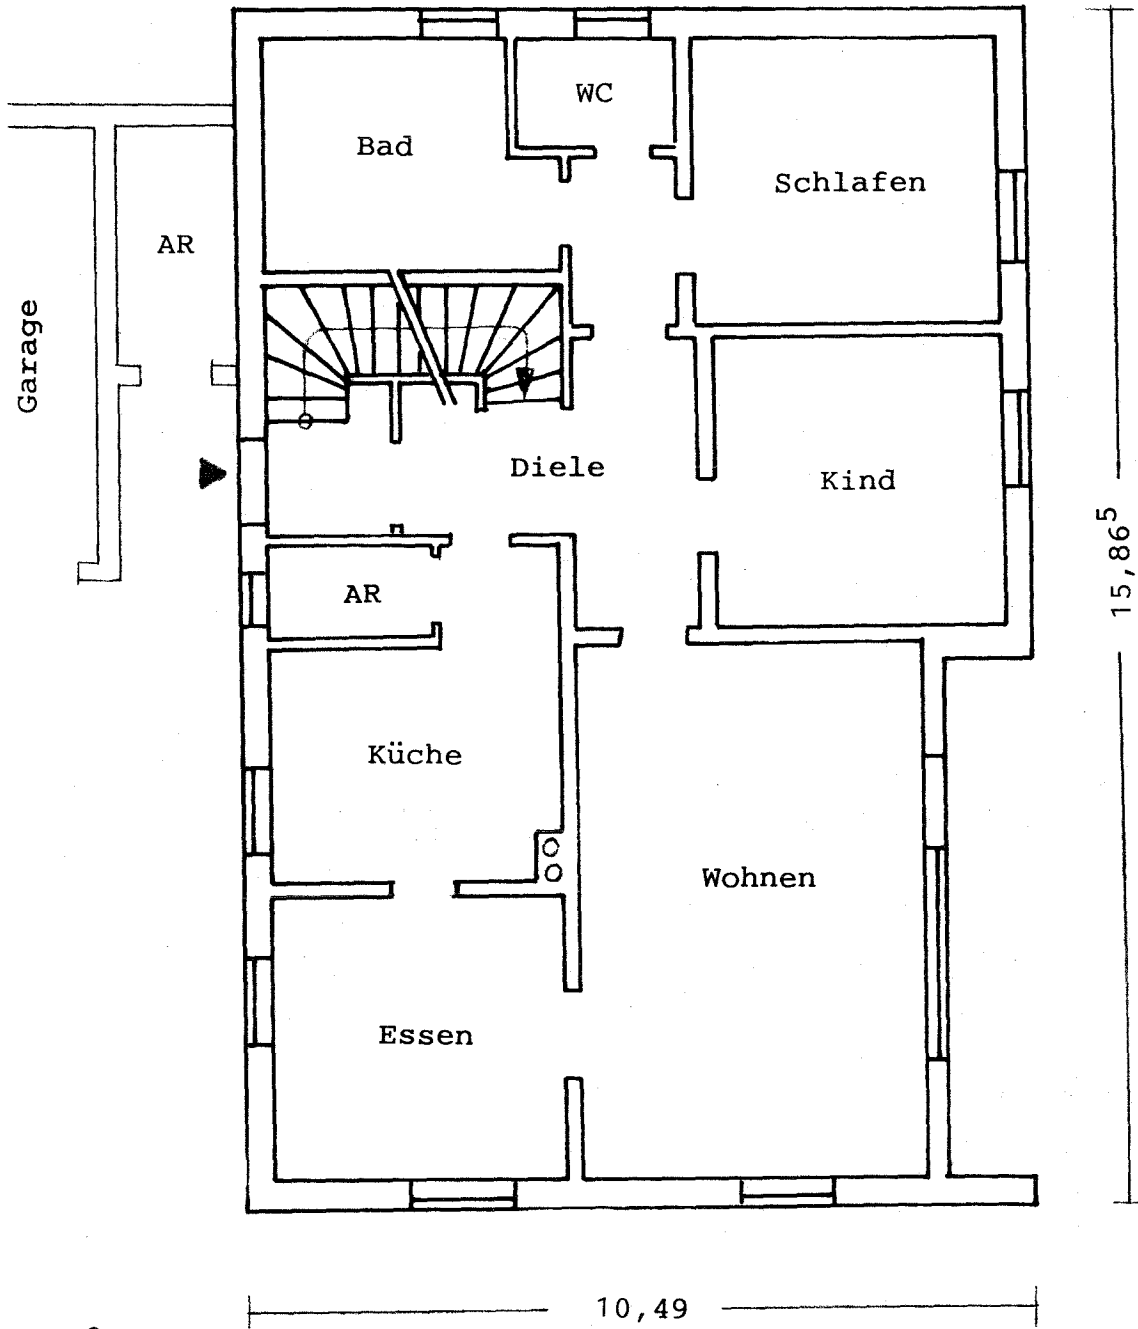 WC
Bad
Schlafen
AR
Garage
Diele
Kind
15,86⁵
AR
Küche
Wohnen
Essen
10,49